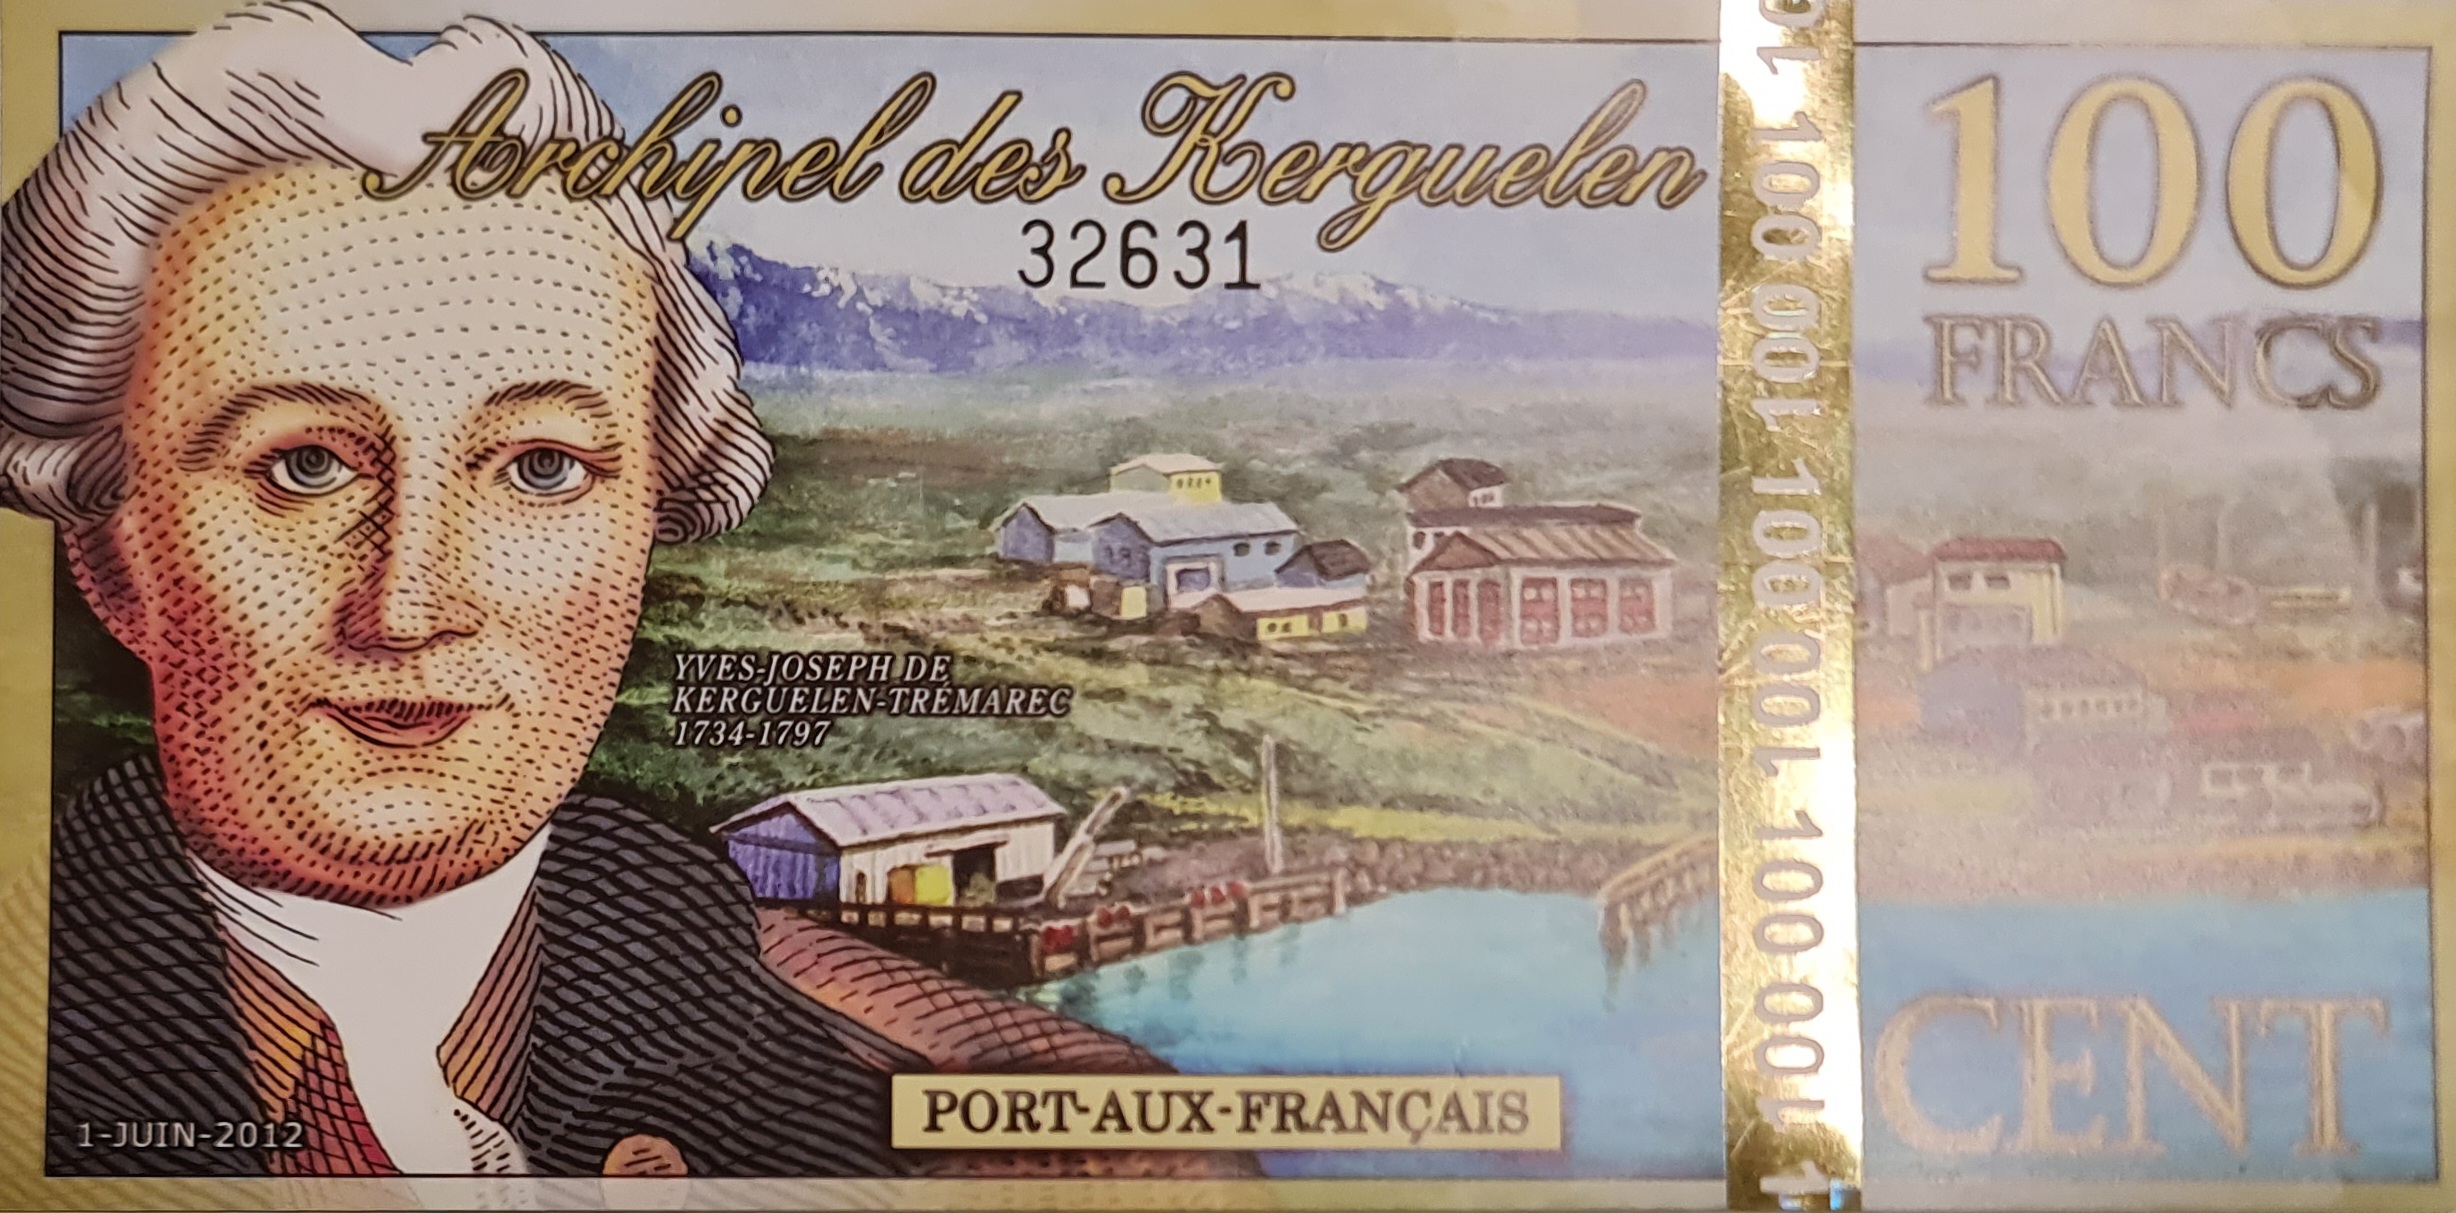 Archipel des Kerguelen
32631
100
FRANCS
YVES-JOSEPH DE
KERGUELEN-TRÉMAREC
1734-1797
1-JUIN-2012
PORT-AUX-FRANÇAIS
CENT
100 100 100 100 100 100 100